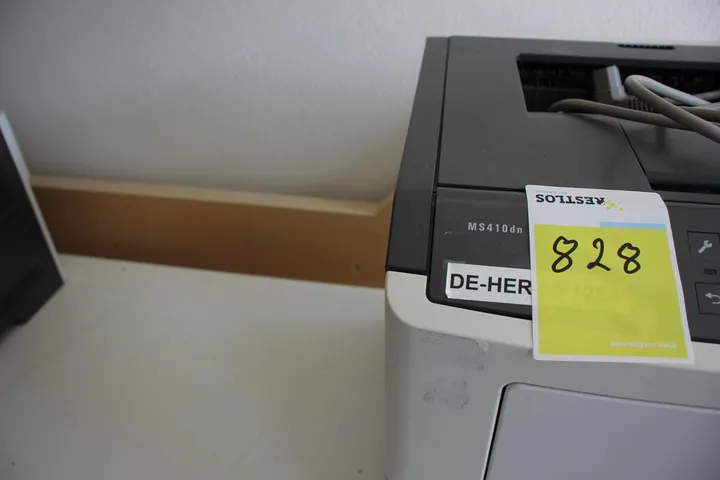 RESTLOS
MS410dn
828
DE-HER